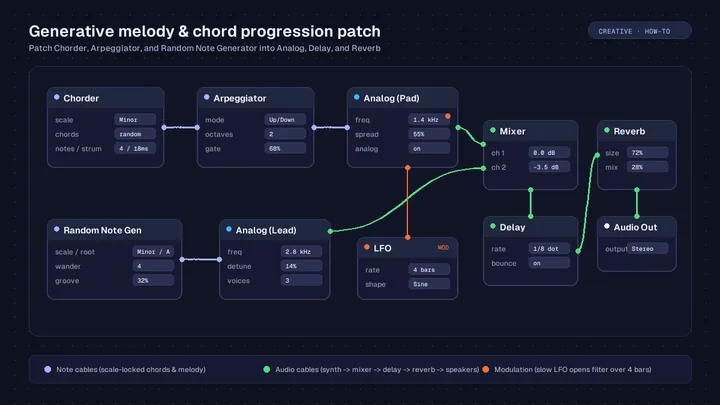 Generative melody & chord progression patch
CREATIVE · HOW-TO
Patch Chorder, Arpeggiator, and Random Note Generator into Analog, Delay, and Reverb
Chorder
scale Minor
chords random
notes / strum 4 / 18ms
Arpeggiator
mode Up/Down
octaves 2
gate 68%
Analog (Pad)
freq 1.4 kHz
spread 55%
analog on
Mixer
ch 1 0.0 dB
ch 2 -3.5 dB
Reverb
size 72%
mix 28%
Random Note Gen
scale / root Minor / A
wander 4
groove 32%
Analog (Lead)
freq 2.8 kHz
detune 14%
voices 3
LFO MOD
rate 4 bars
shape Sine
Delay
rate 1/8 dot
bounce on
Audio Out
output Stereo
Note cables (scale-locked chords & melody)
Audio cables (synth -> mixer -> delay -> reverb -> speakers)
Modulation (slow LFO opens filter over 4 bars)